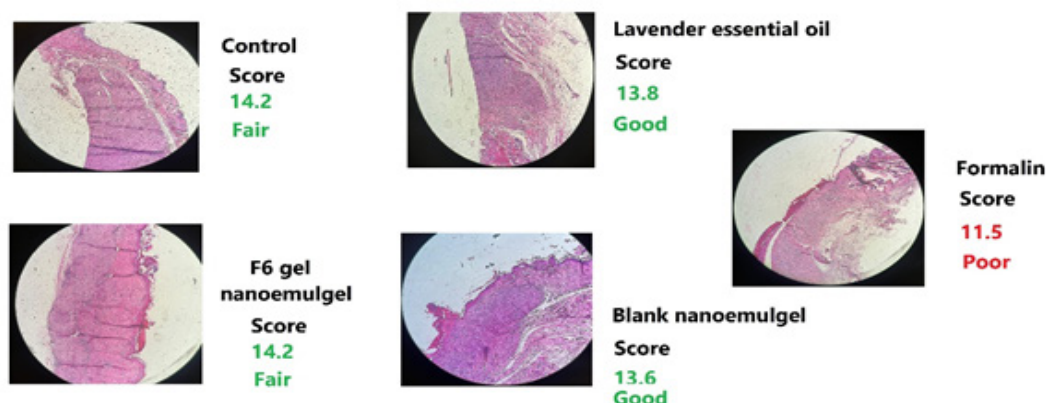 Control
Score
14.2
Fair
Lavender essential oil
Score
13.8
Good
Formalin
Score
11.5
Poor
F6 gel
nanoemulgel
Score
14.2
Fair
Blank nanoemulgel
Score
13.6
Good